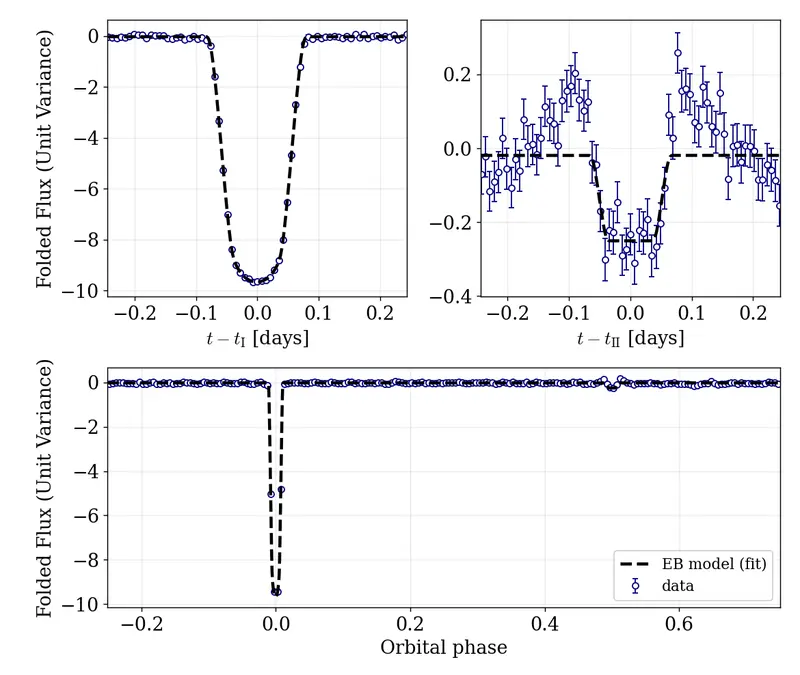 Folded Flux (Unit Variance)
0
−2
−4
−6
−8
−10
−0.2 −0.1 0.0 0.1 0.2
t − tI [days]
0.2
0.0
−0.2
−0.4
−0.2 −0.1 0.0 0.1 0.2
t − tII [days]
Folded Flux (Unit Variance)
0
−2
−4
−6
−8
−10
−0.2 0.0 0.2 0.4 0.6
Orbital phase
EB model (fit)
data